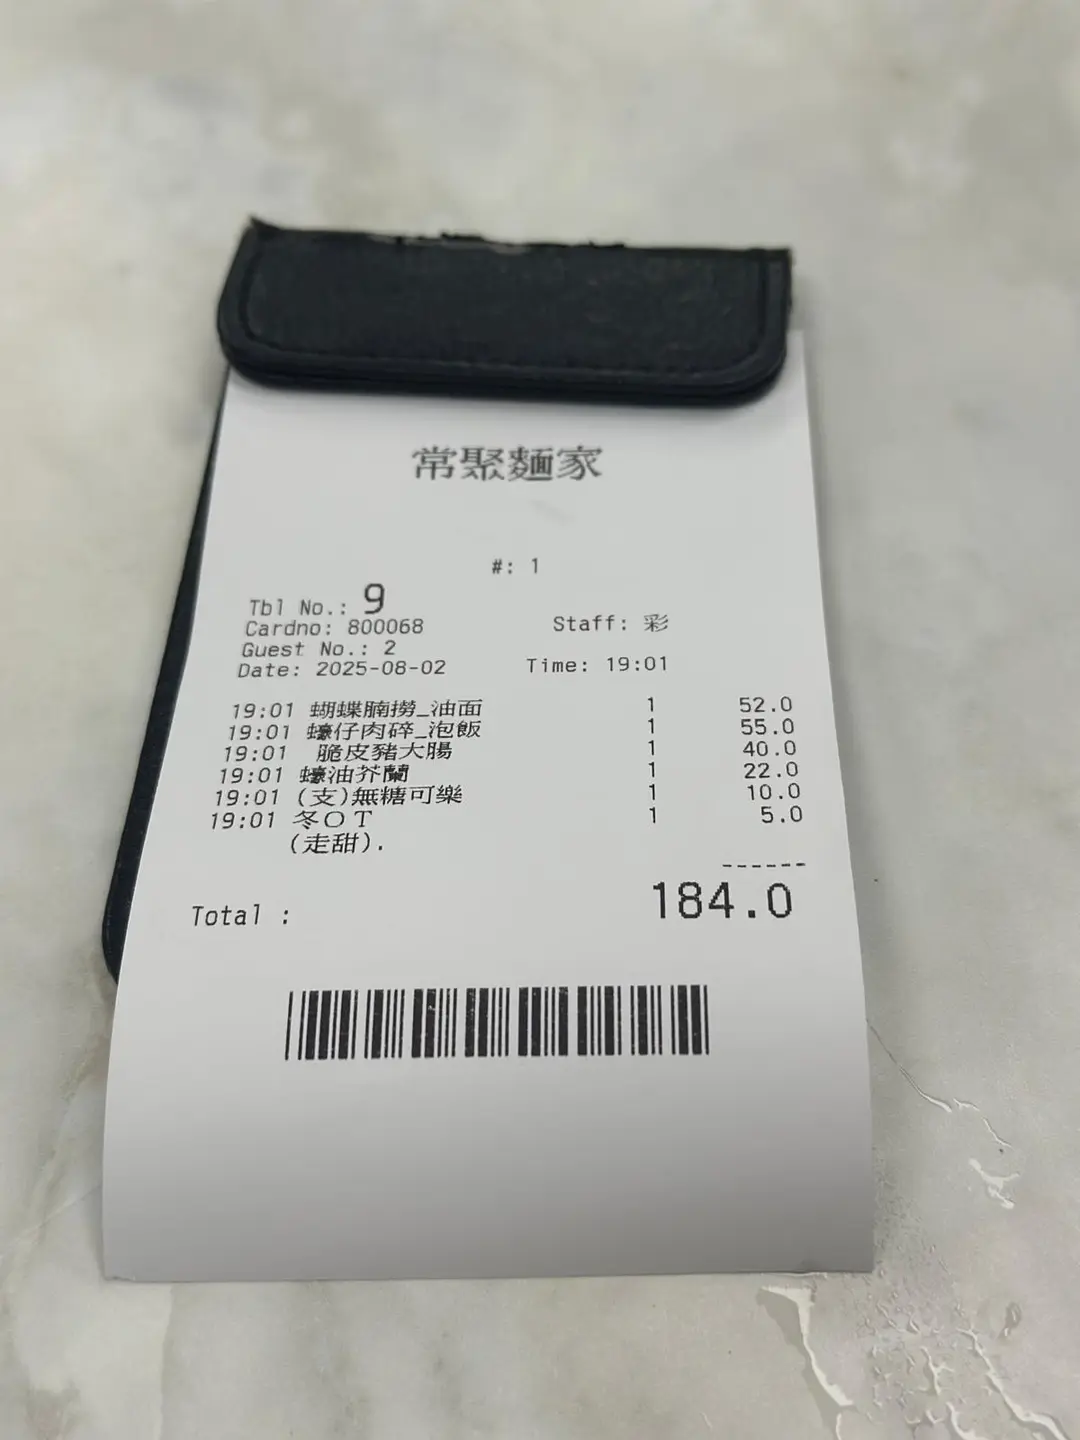 常聚麵家
#: 1
Tbl No.: 9
Cardno: 800068 Staff: 彩
Guest No.: 2
Date: 2025-08-02 Time: 19:01
19:01 蝴蝶腩撈_油面 1 52.0
19:01 蠔仔肉碎_泡飯 1 55.0
19:01 脆皮豬大腸 1 40.0
19:01 蠔油芥蘭 1 22.0
19:01 (支)無糖可樂 1 10.0
19:01 冬OT 1 5.0
(走甜).
------
Total : 184.0